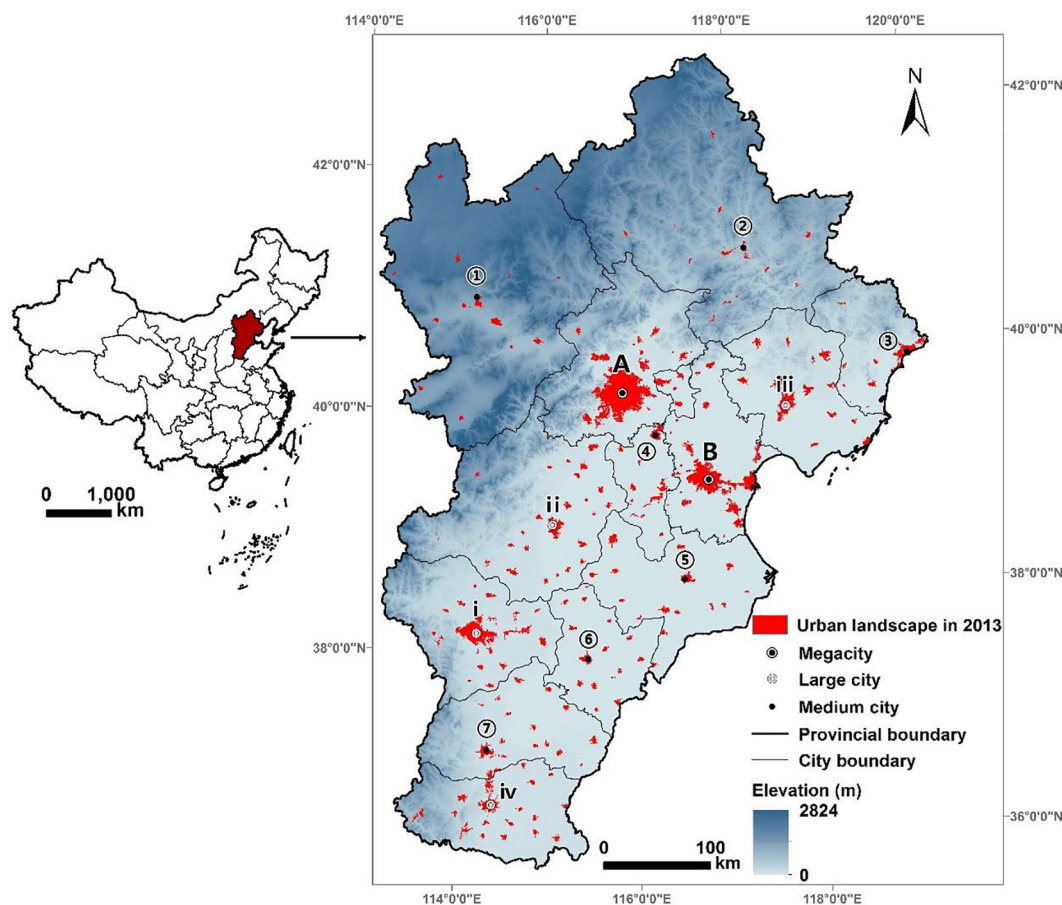 114°0'0"E 116°0'0"E 118°0'0"E 120°0'0"E
N
42°0'0"N
42°0'0"N
②
①
40°0'0"N
③
A
iii
40°0'0"N
④
B
0 1,000
km
ii
⑤
38°0'0"N
i
⑥
38°0'0"N
Urban landscape in 2013
Megacity
Large city
Medium city
⑦
Provincial boundary
City boundary
iv
Elevation (m)
2824
0
36°0'0"N
0 100
km
114°0'0"E 116°0'0"E 118°0'0"E